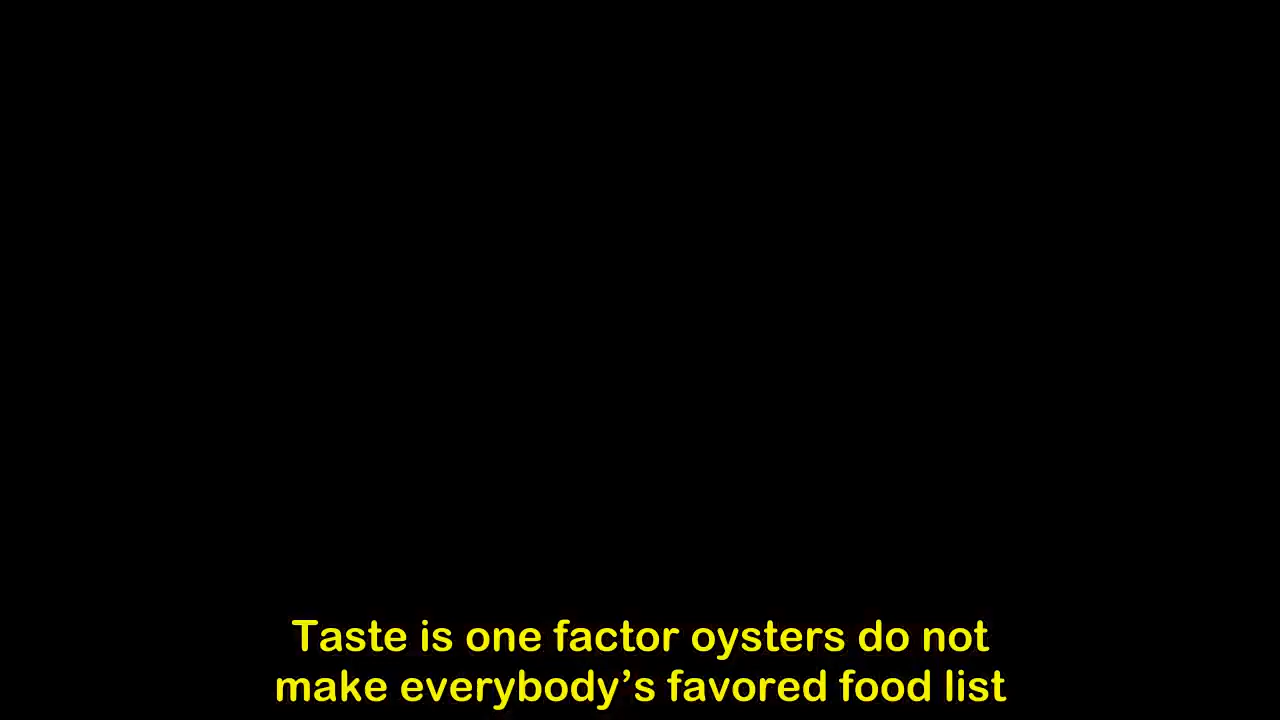 Taste is one factor oysters do not
make everybody’s favored food list